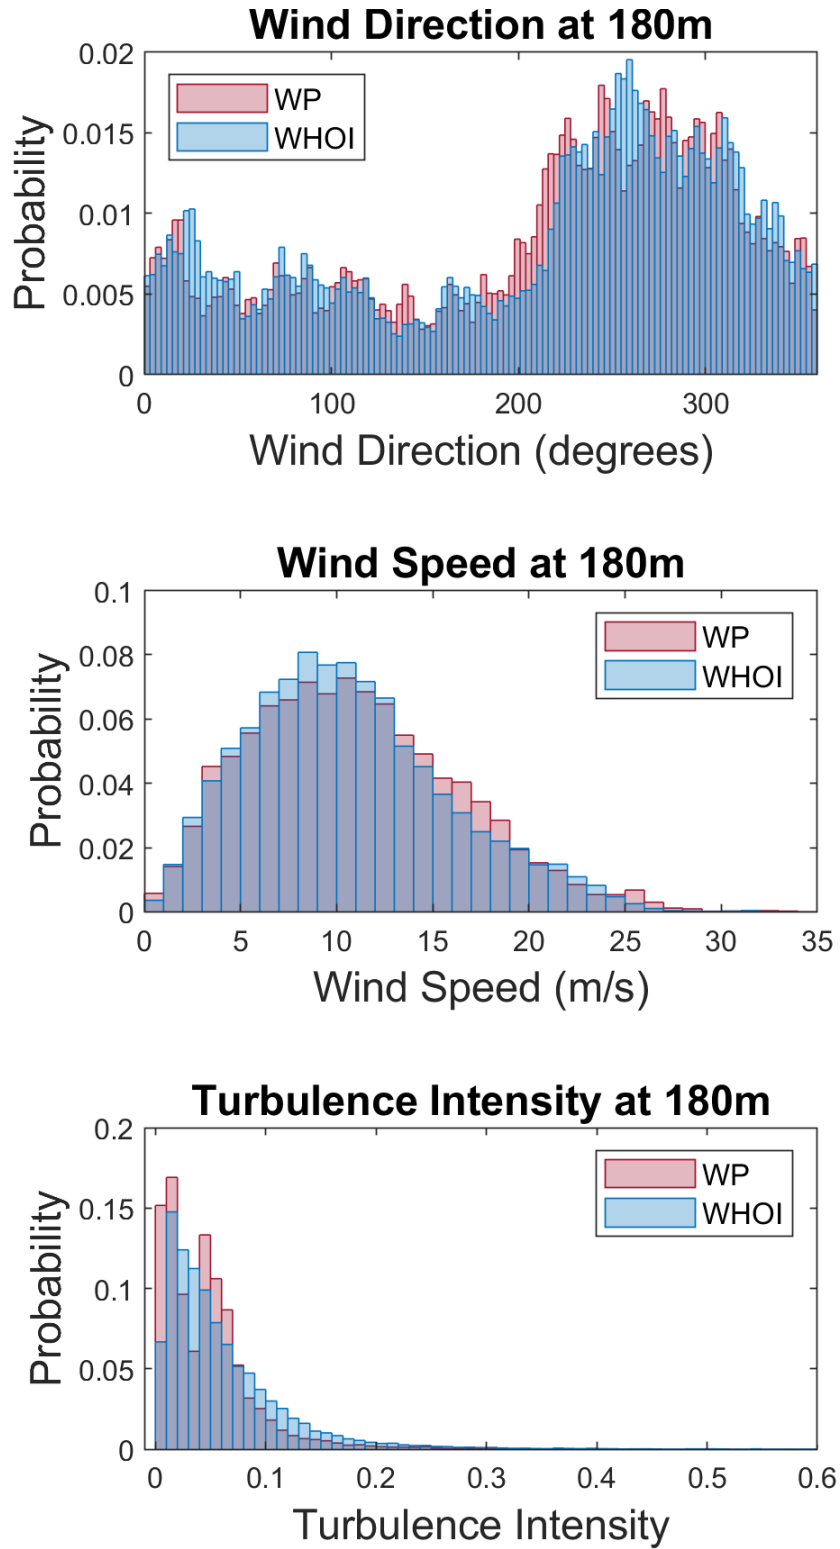 Wind Direction at 180m
0.02
0.015
0.01
0.005
0
Probability
WP
WHOI
0 100 200 300
Wind Direction (degrees)
Wind Speed at 180m
0.1
0.08
0.06
0.04
0.02
0
Probability
WP
WHOI
0 5 10 15 20 25 30 35
Wind Speed (m/s)
Turbulence Intensity at 180m
0.2
0.15
0.1
0.05
0
Probability
WP
WHOI
0 0.1 0.2 0.3 0.4 0.5 0.6
Turbulence Intensity